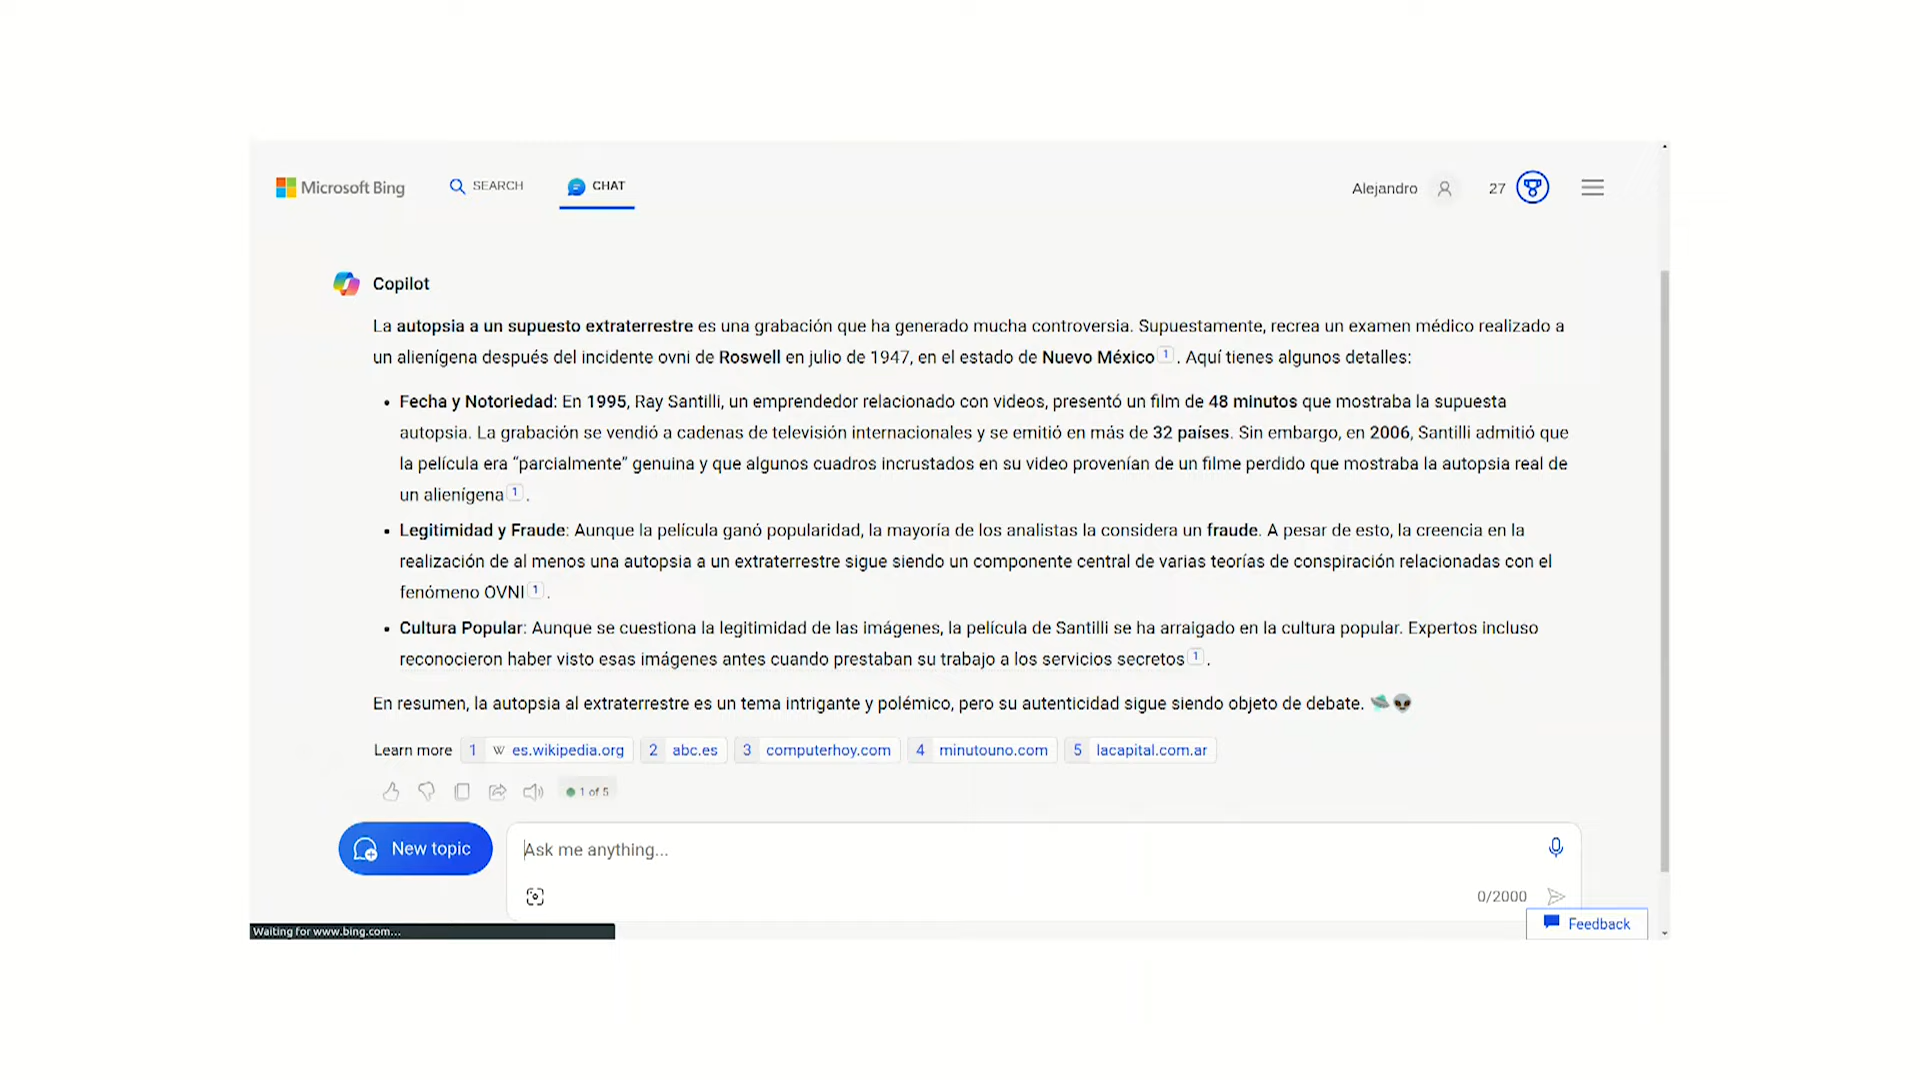 Microsoft Bing
SEARCH
CHAT
Alejandro
27
Copilot
La autopsia a un supuesto extraterrestre es una grabación que ha generado mucha controversia. Supuestamente, recrea un examen médico realizado a
un alienígena después del incidente ovni de Roswell en julio de 1947, en el estado de Nuevo México 1 . Aquí tienes algunos detalles:
• Fecha y Notoriedad: En 1995, Ray Santilli, un emprendedor relacionado con videos, presentó un film de 48 minutos que mostraba la supuesta
autopsia. La grabación se vendió a cadenas de televisión internacionales y se emitió en más de 32 países. Sin embargo, en 2006, Santilli admitió que
la película era “parcialmente” genuina y que algunos cuadros incrustados en su video provenían de un filme perdido que mostraba la autopsia real de
un alienígena 1 .
• Legitimidad y Fraude: Aunque la película ganó popularidad, la mayoría de los analistas la considera un fraude. A pesar de esto, la creencia en la
realización de al menos una autopsia a un extraterrestre sigue siendo un componente central de varias teorías de conspiración relacionadas con el
fenómeno OVNI 1 .
• Cultura Popular: Aunque se cuestiona la legitimidad de las imágenes, la película de Santilli se ha arraigado en la cultura popular. Expertos incluso
reconocieron haber visto esas imágenes antes cuando prestaban su trabajo a los servicios secretos 1 .
En resumen, la autopsia al extraterrestre es un tema intrigante y polémico, pero su autenticidad sigue siendo objeto de debate. 🛸👽
Learn more 1 W es.wikipedia.org 2 abc.es 3 computerhoy.com 4 minutouno.com 5 lacapital.com.ar
1 of 5
New topic
Ask me anything...
0/2000
Feedback
Waiting for www.bing.com...